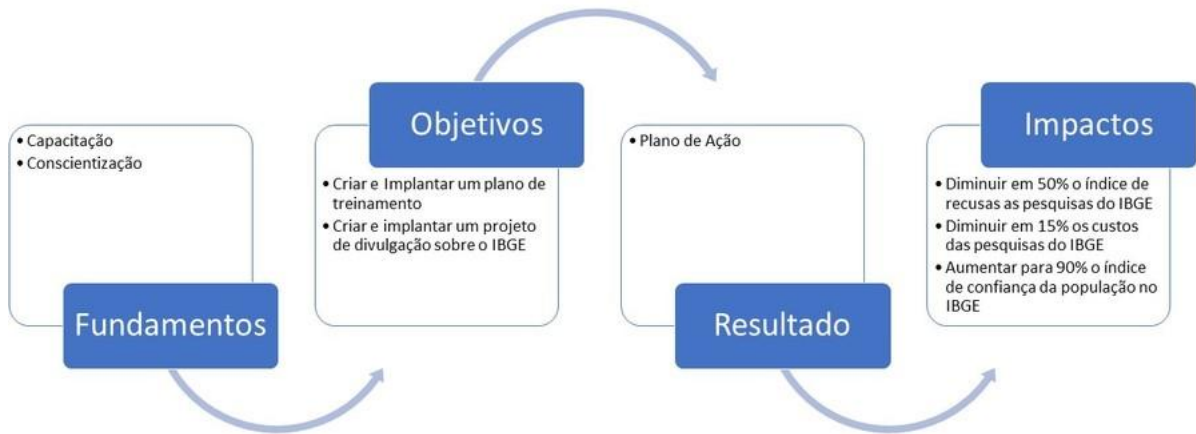 • Capacitação
• Conscientização
Fundamentos
Objetivos
• Criar e Implantar um plano de
treinamento
• Criar e implantar um projeto
de divulgação sobre o IBGE
• Plano de Ação
Resultado
Impactos
• Diminuir em 50% o índice de
recusas as pesquisas do IBGE
• Diminuir em 15% os custos
das pesquisas do IBGE
• Aumentar para 90% o índice
de confiança da população no
IBGE